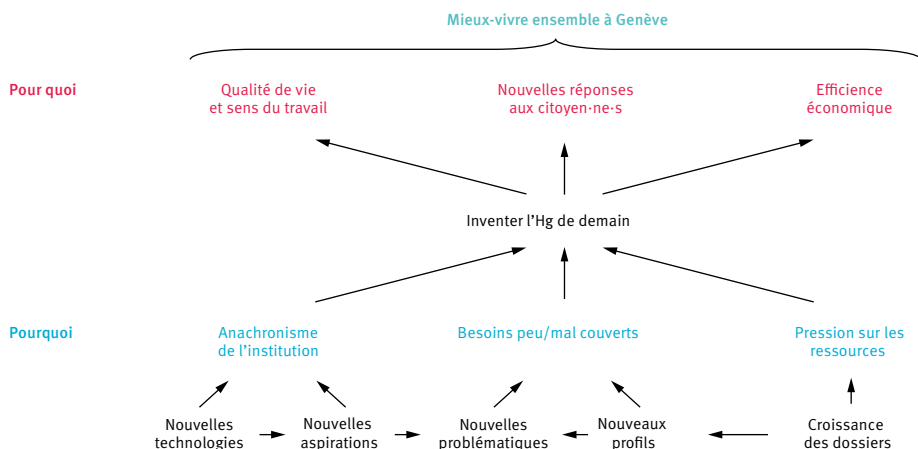 Mieux-vivre ensemble à Genève
Pour quoi
Qualité de vie
et sens du travail
Nouvelles réponses
aux citoyen·ne·s
Efficience
économique
Inventer l’Hg de demain
Pourquoi
Anachronisme
de l’institution
Besoins peu/mal couverts
Pression sur les
ressources
Nouvelles
technologies
Nouvelles
aspirations
Nouvelles
problématiques
Nouveaux
profils
Croissance
des dossiers